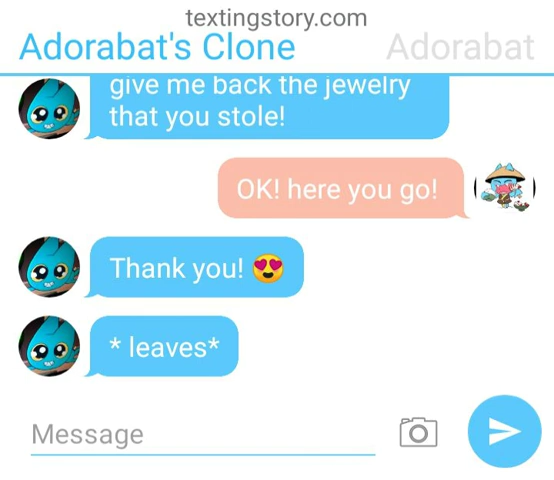 textingstory.com
Adorabat's Clone
Adorabat
give me back the jewelry
that you stole!
OK! here you go!
Thank you! 😍
* leaves*
Message